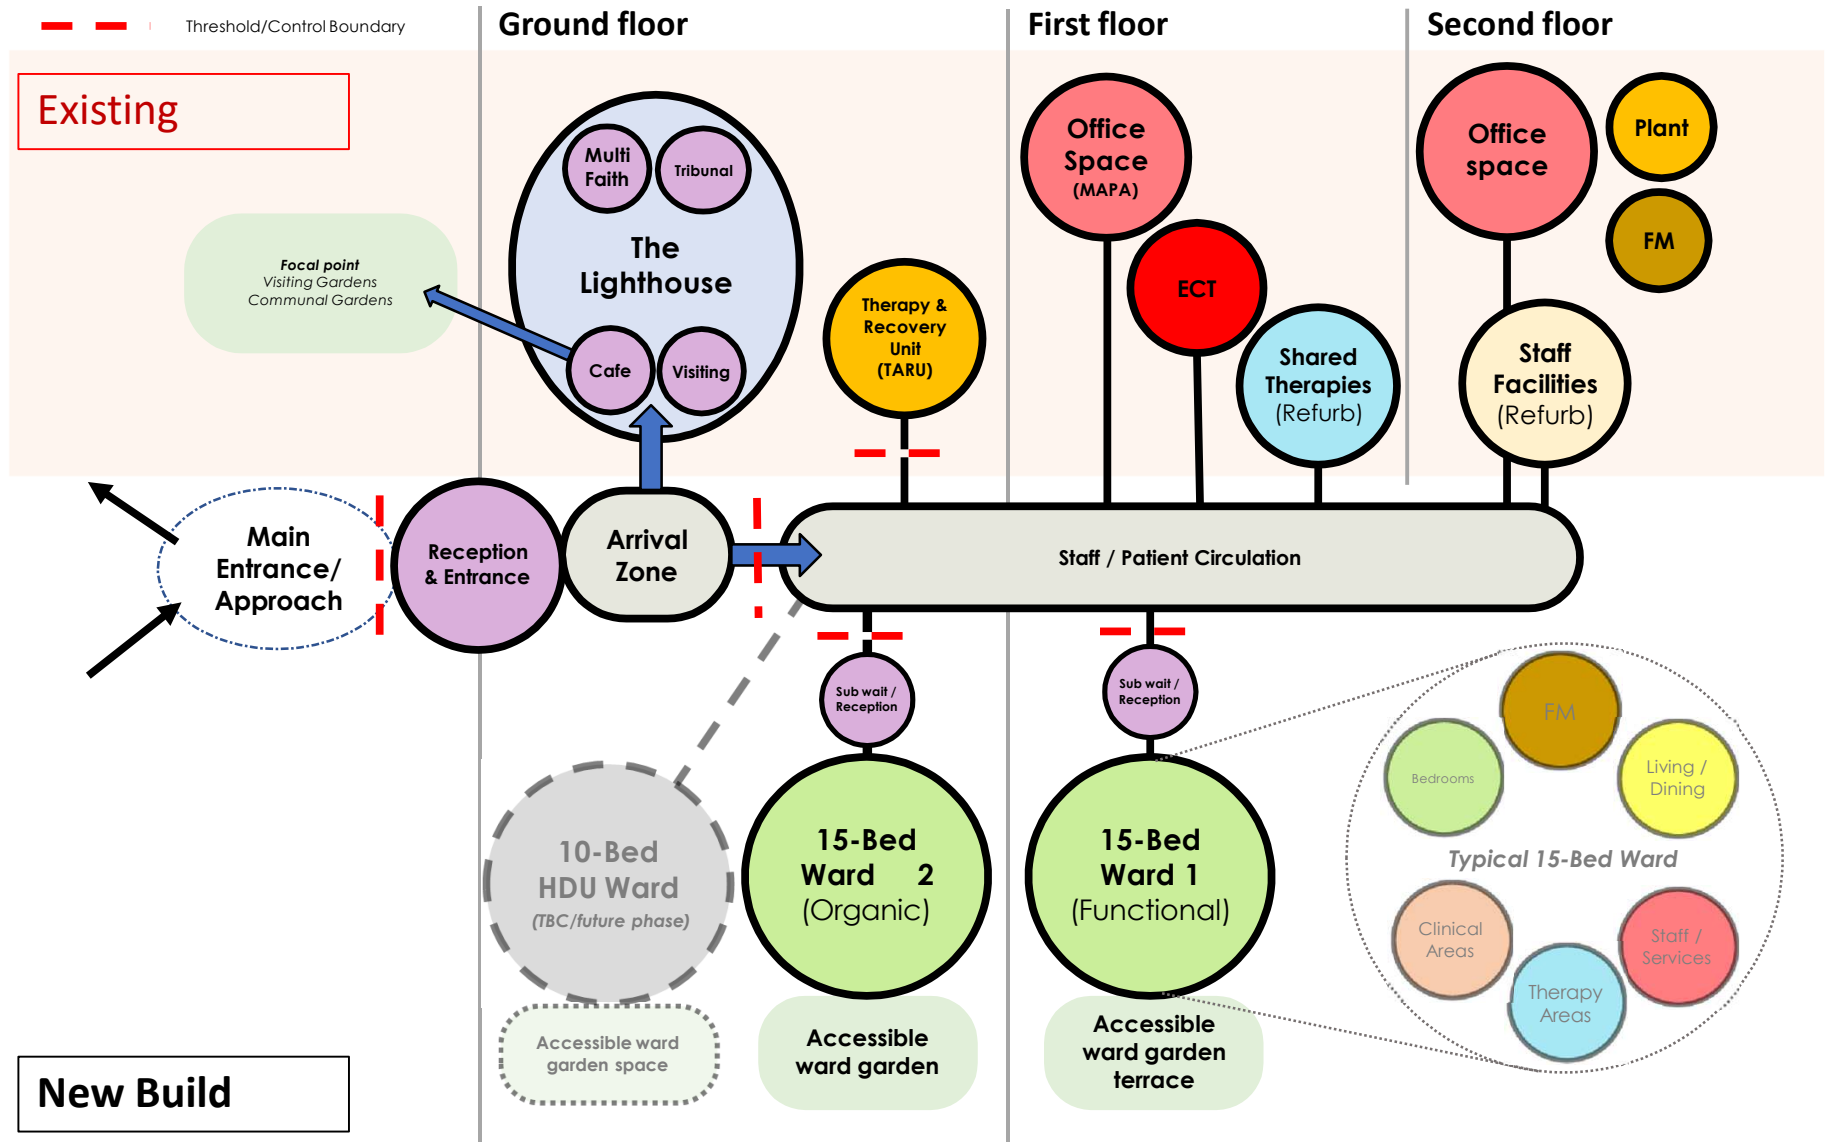 Threshold/Control Boundary
Ground floor
First floor
Second floor
Existing
Focal point
Visiting Gardens
Communal Gardens
Multi
Faith
Tribunal
The
Lighthouse
Cafe
Visiting
Therapy &
Recovery
Unit
(TARU)
Office
Space
(MAPA)
ECT
Shared
Therapies
(Refurb)
Office
space
Plant
FM
Staff
Facilities
(Refurb)
Main
Entrance/
Approach
Reception
& Entrance
Arrival
Zone
Staff / Patient Circulation
Sub wait /
Reception
Sub wait /
Reception
10-Bed
HDU Ward
(TBC/future phase)
15-Bed
Ward 2
(Organic)
15-Bed
Ward 1
(Functional)
FM
Bedrooms
Living /
Dining
Typical 15-Bed Ward
Clinical
Areas
Staff /
Services
Therapy
Areas
Accessible ward
garden space
Accessible
ward garden
Accessible
ward garden
terrace
New Build